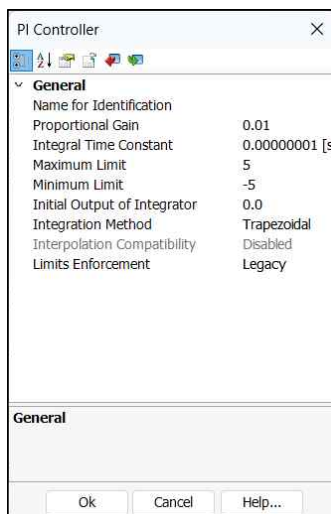 PI Controller
General
Name for Identification
Proportional Gain 0.01
Integral Time Constant 0.00000001 [s
Maximum Limit 5
Minimum Limit -5
Initial Output of Integrator 0.0
Integration Method Trapezoidal
Interpolation Compatibility Disabled
Limits Enforcement Legacy
General
Ok Cancel Help...